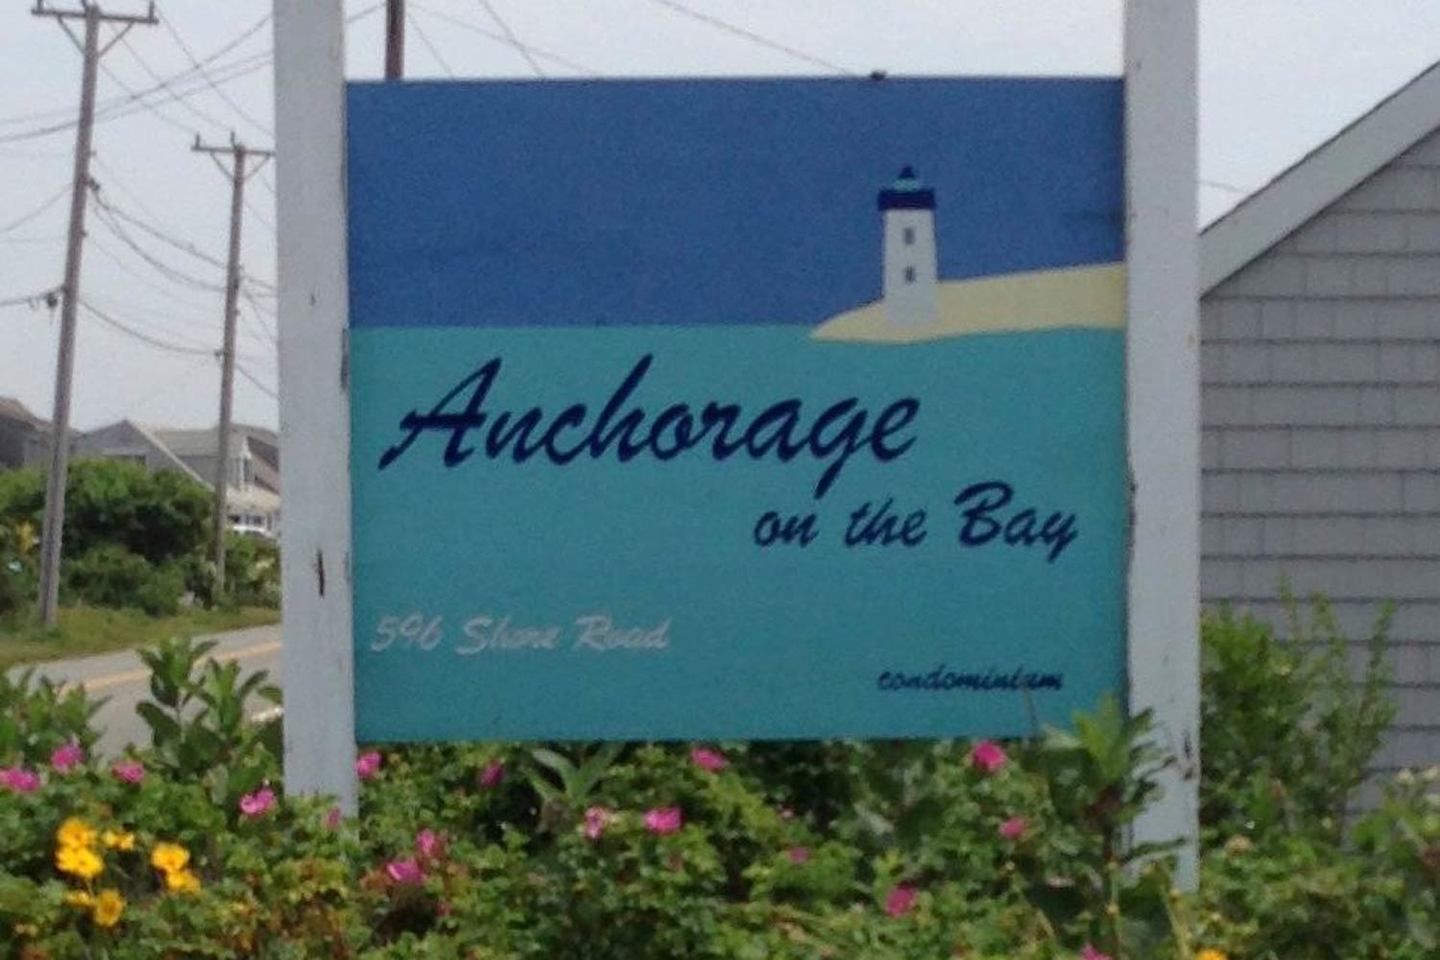 Anchorage
on the Bay
596 Shore Road
condominium